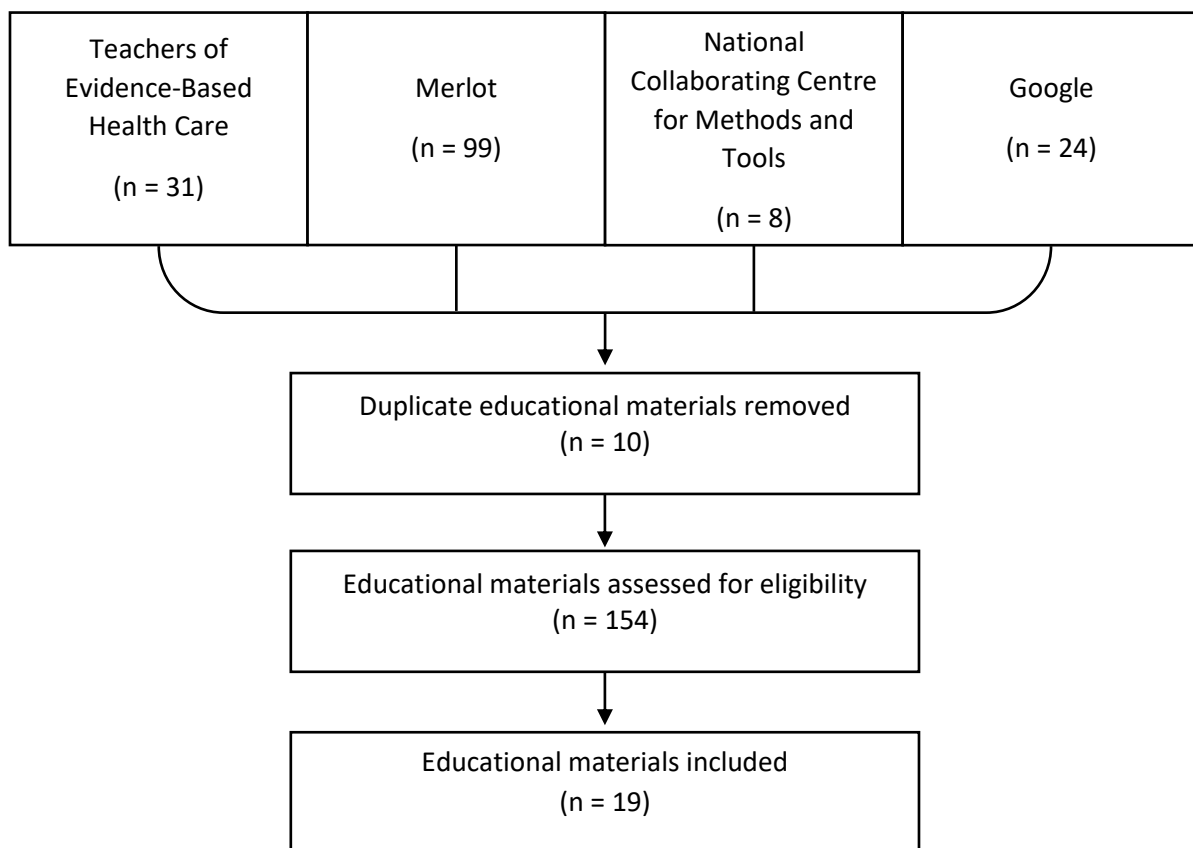 Teachers of
Evidence-Based
Health Care
(n = 31)
Merlot
(n = 99)
National
Collaborating Centre
for Methods and
Tools
(n = 8)
Google
(n = 24)
Duplicate educational materials removed
(n = 10)
Educational materials assessed for eligibility
(n = 154)
Educational materials included
(n = 19)